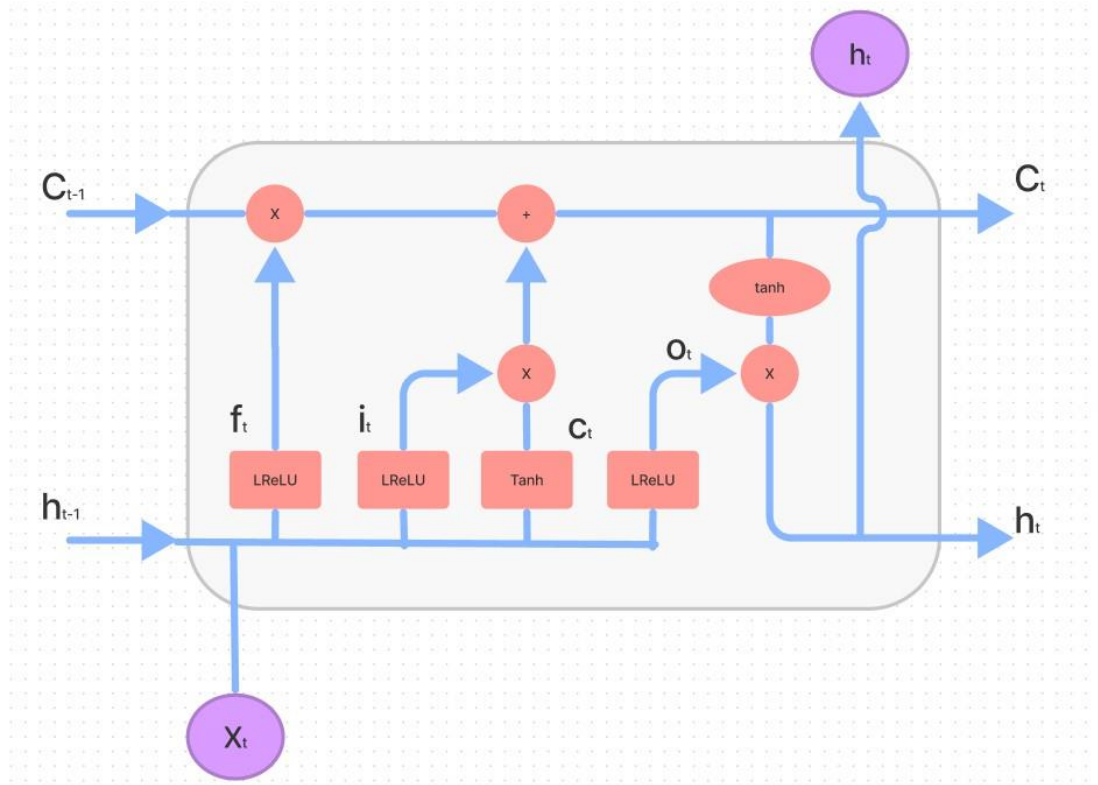 hₜ
Cₜ₋₁
Cₜ
X
+
tanh
oₜ
X
X
fₜ
iₜ
cₜ
LReLU
LReLU
Tanh
LReLU
hₜ₋₁
hₜ
Xₜ